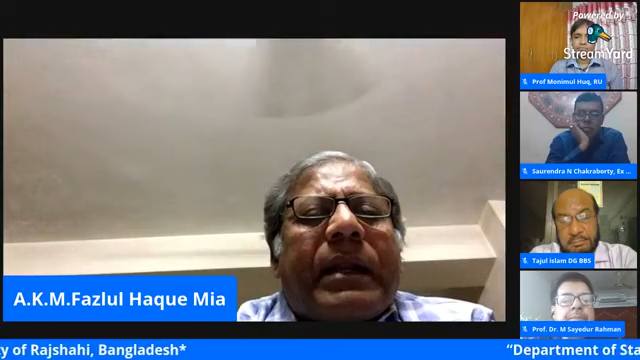 Powered by
StreamYard
Prof Monimul Huq, RU
Saurendra N Chakraborty, Ex ...
Tajul islam DG BBS
A.K.M.Fazlul Haque Mia
Prof. Dr. M Sayedur Rahman
ty of Rajshahi, Bangladesh* “Department of Sta